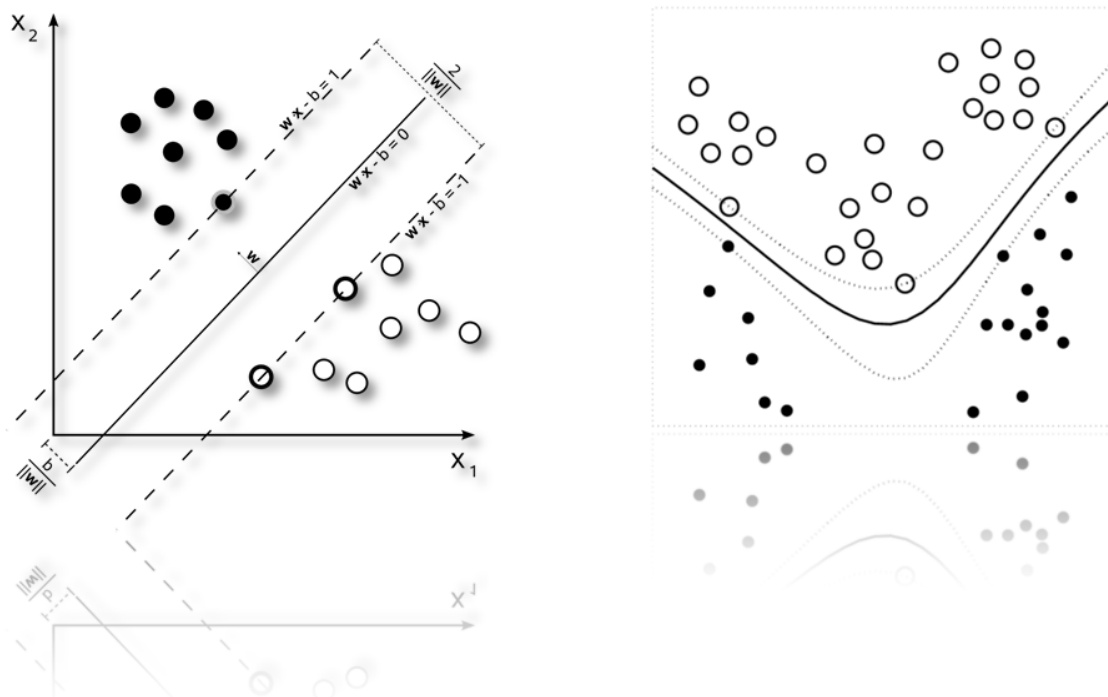 X2
w x - b = 1
2
||w||
w x - b = 0
w x - b = -1
w
X1
b
||w||